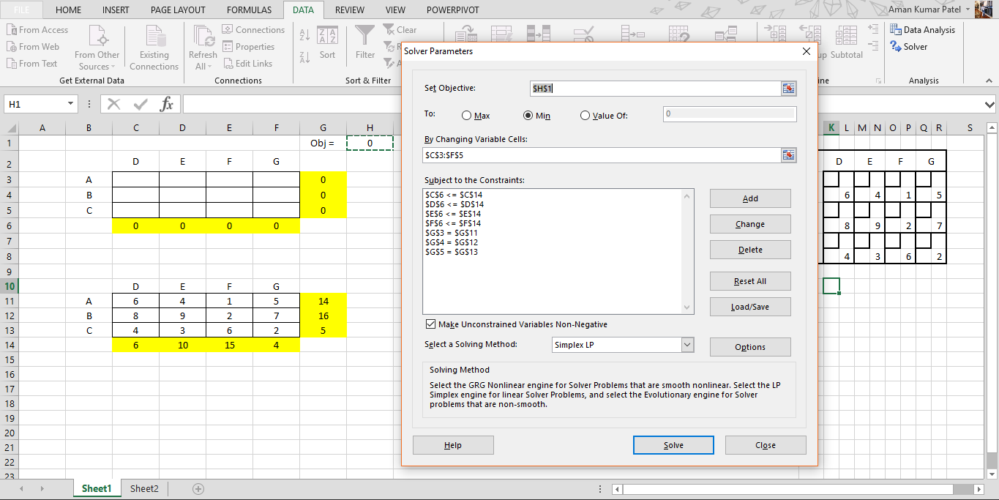 FILE HOME INSERT PAGE LAYOUT FORMULAS DATA REVIEW VIEW POWERPIVOT Aman Kumar Patel
From Access
From Web
From Text
From Other Sources
Existing Connections
Get External Data
Refresh All
Connections
Properties
Edit Links
Connections
A Z
Z A
Z A A Z
Sort
Filter
Clear
Sort & Filter
Subtotal
Data Analysis
Solver
Analysis
H1
fx
A B C D E F G H K L M N O P Q R S
1 Obj = 0
2 D E F G
3 A 0
4 B 0
5 C 0
6 0 0 0 0
7
8
9
10 D E F G
11 A 6 4 1 5 14
12 B 8 9 2 7 16
13 C 4 3 6 2 5
14 6 10 15 4
15
16
17
18
19
20
21
22
23
Solver Parameters
Set Objective: $H$1
To: Max Min Value Of: 0
By Changing Variable Cells:
$C$3:$F$5
Subject to the Constraints:
$C$6 <= $C$14
$D$6 <= $D$14
$E$6 <= $E$14
$F$6 <= $F$14
$G$3 = $G$11
$G$4 = $G$12
$G$5 = $G$13
Add
Change
Delete
Reset All
Load/Save
Make Unconstrained Variables Non-Negative
Select a Solving Method: Simplex LP
Options
Solving Method
Select the GRG Nonlinear engine for Solver Problems that are smooth nonlinear. Select the LP
Simplex engine for linear Solver Problems, and select the Evolutionary engine for Solver
problems that are non-smooth.
Help Solve Close
D E F G
6 4 1 5
8 9 2 7
4 3 6 2
Sheet1 Sheet2